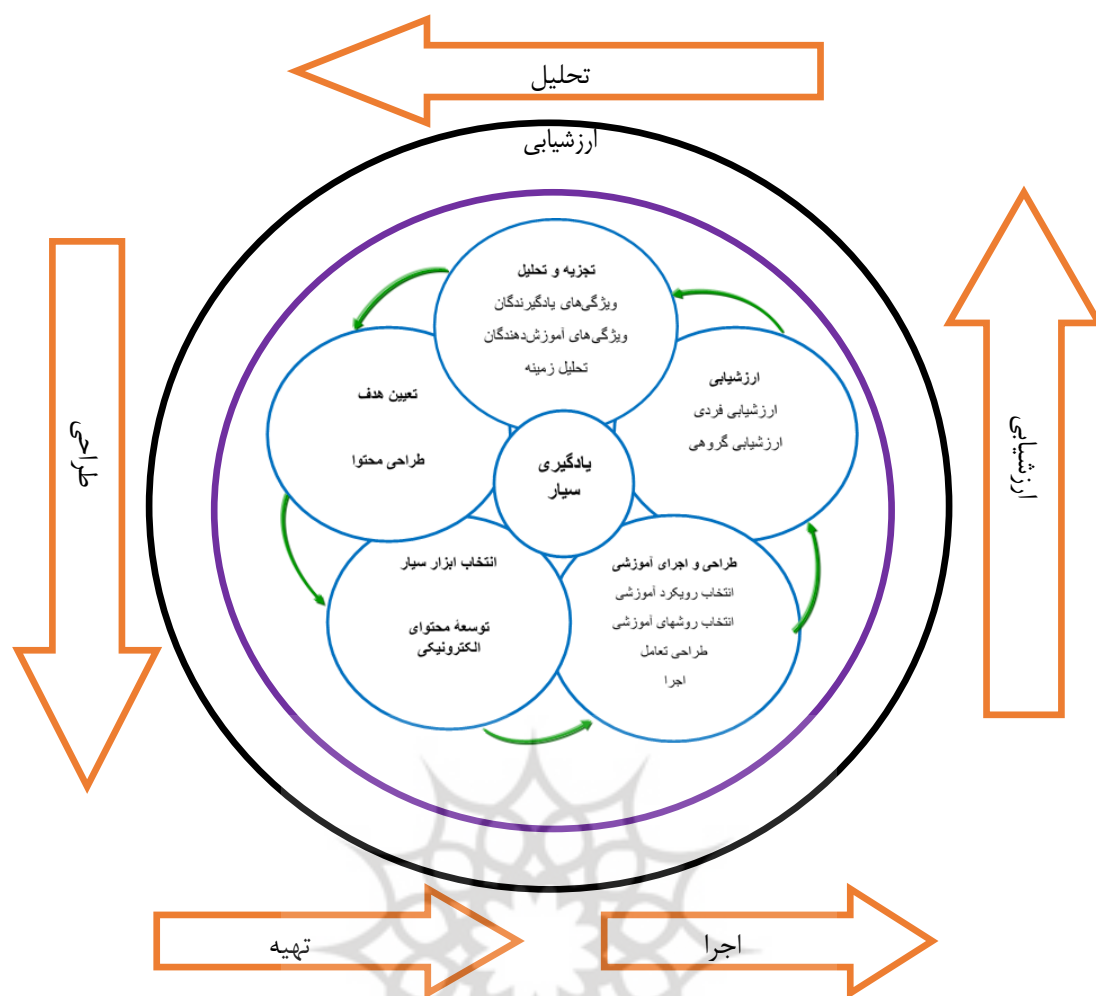 تحلیل
ارزشیابی
تجزیه و تحلیل
ویژگی‌های یادگیرندگان
ویژگی‌های آموزش‌دهندگان
تحلیل زمینه
ارزشیابی
ارزشیابی فردی
ارزشیابی گروهی
تعیین هدف
طراحی محتوا
یادگیری
سیار
انتخاب ابزار سیار
توسعهٔ محتوای
الکترونیکی
طراحی و اجرای آموزشی
انتخاب رویکرد آموزشی
انتخاب روشهای آموزشی
طراحی تعامل
اجرا
ارزشیابی
طراحی
تهیه
اجرا